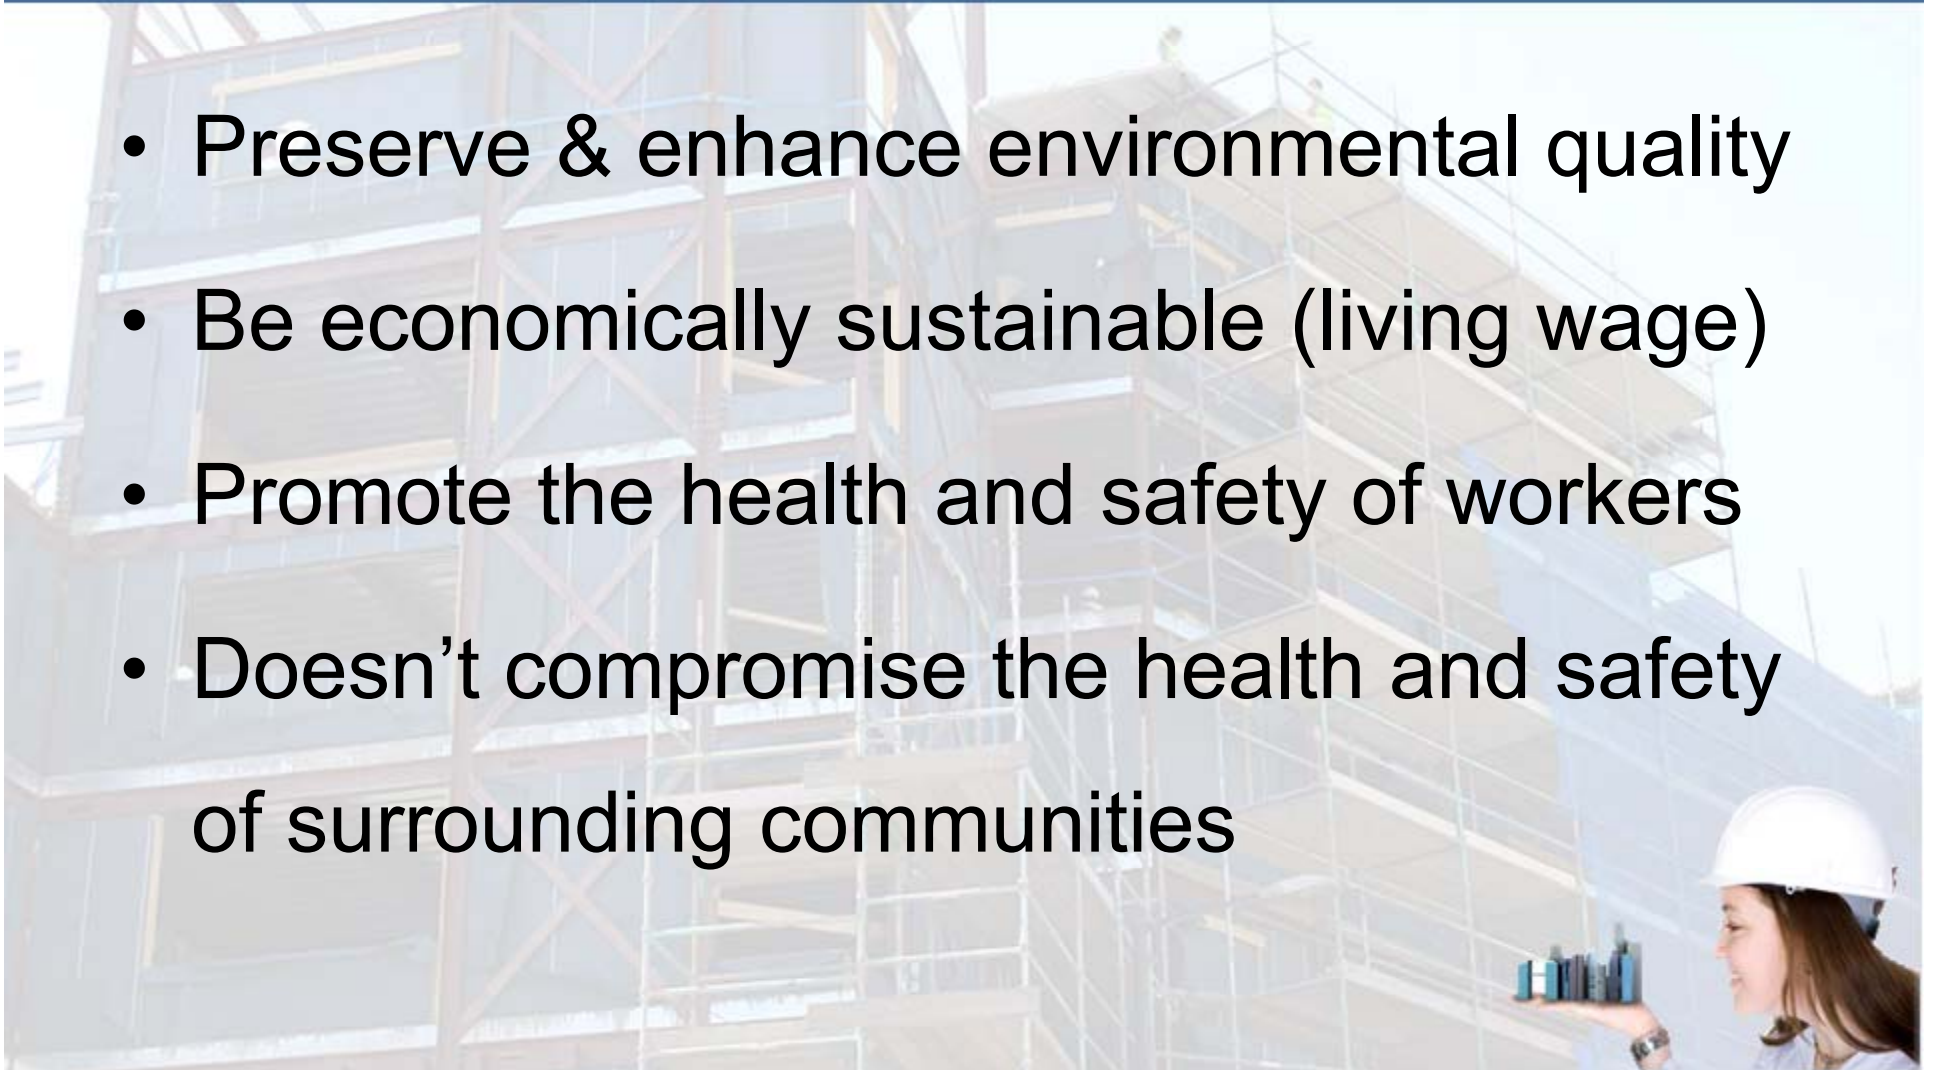 • Preserve & enhance environmental quality
• Be economically sustainable (living wage)
• Promote the health and safety of workers
• Doesn’t compromise the health and safety
of surrounding communities